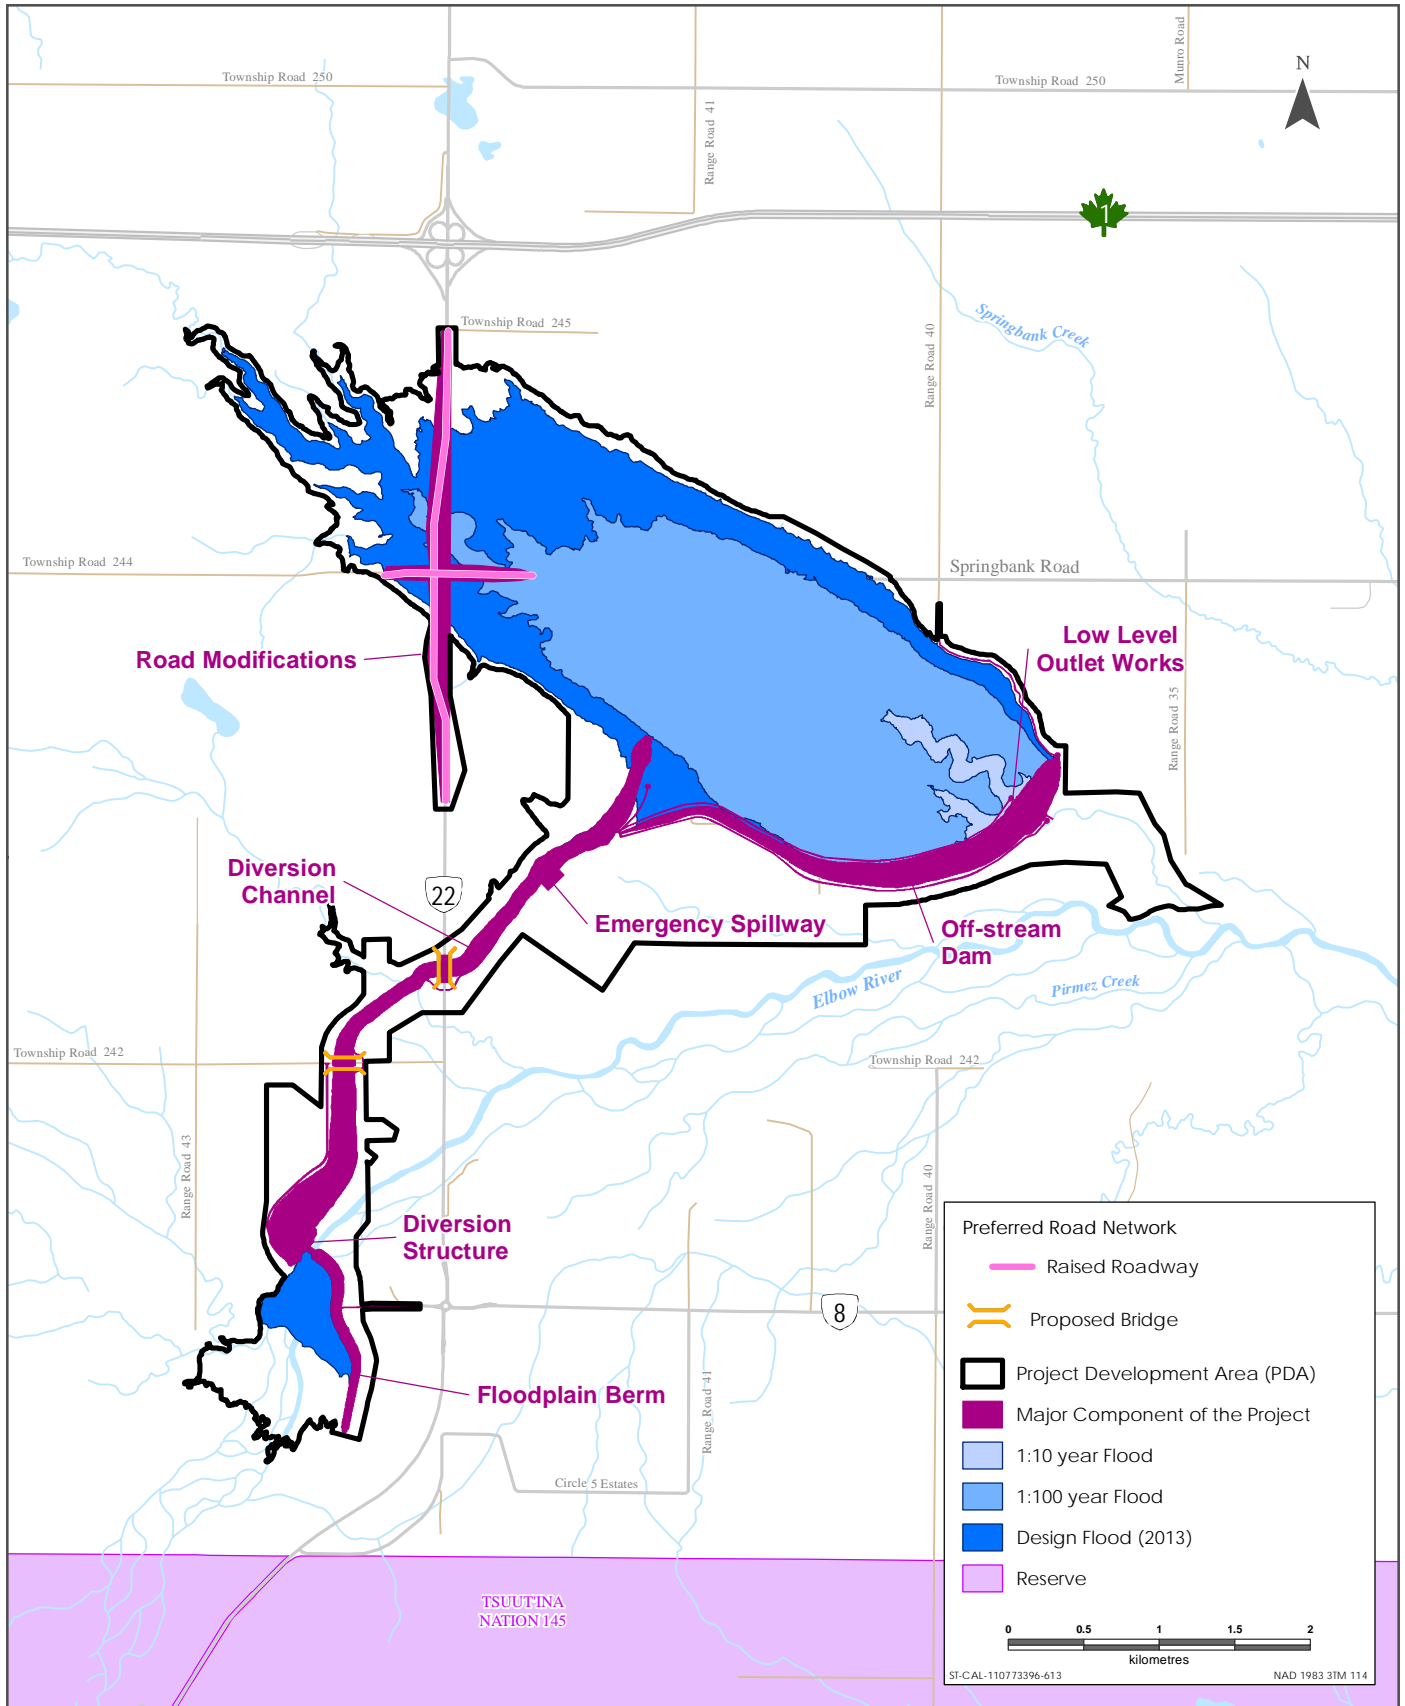 Township Road 250
Township Road 250
Munro Road
N
Range Road 41
1
Springbank Creek
Township Road 245
Range Road 40
Township Road 244
Springbank Road
Low Level
Outlet Works
Road Modifications
Range Road 35
Diversion
Channel
22
Emergency Spillway
Off-stream
Dam
Elbow River
Pirmez Creek
Township Road 242
Township Road 242
Range Road 43
Range Road 40
Diversion
Structure
8
Floodplain Berm
Range Road 41
Circle 5 Estates
TSUUT'INA
NATION 145
Preferred Road Network
Raised Roadway
Proposed Bridge
Project Development Area (PDA)
Major Component of the Project
1:10 year Flood
1:100 year Flood
Design Flood (2013)
Reserve
0 0.5 1 1.5 2
kilometres
ST-CAL-110773396-613 NAD 1983 3TM 114